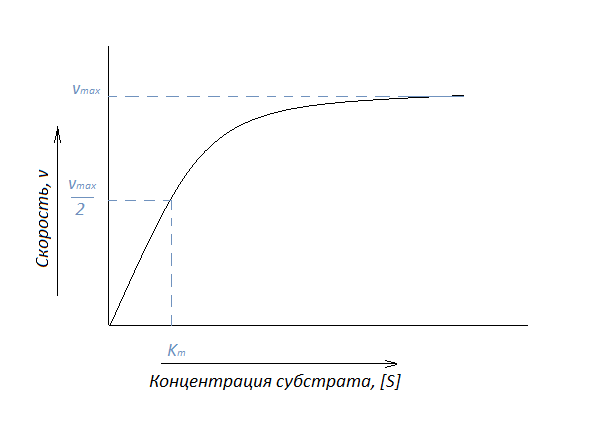 vmax
vmax
2
Скорость, v
Km
Концентрация субстрата, [S]